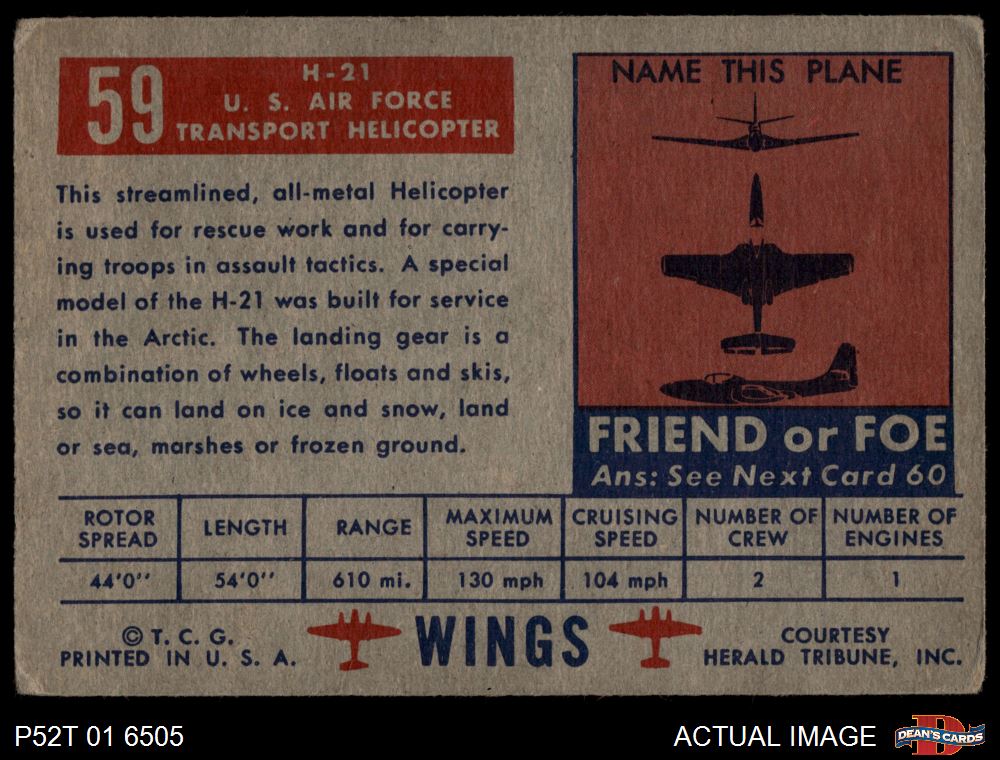 59
H-21
U. S. AIR FORCE
TRANSPORT HELICOPTER
This streamlined, all-metal Helicopter
is used for rescue work and for carry-
ing troops in assault tactics. A special
model of the H-21 was built for service
in the Arctic. The landing gear is a
combination of wheels, floats and skis,
so it can land on ice and snow, land
or sea, marshes or frozen ground.
NAME THIS PLANE
FRIEND or FOE
Ans: See Next Card 60
ROTOR SPREAD LENGTH RANGE MAXIMUM SPEED CRUISING SPEED NUMBER OF CREW NUMBER OF ENGINES
44'0'' 54'0'' 610 mi. 130 mph 104 mph 2 1
© T. C. G.
PRINTED IN U. S. A.
WINGS
COURTESY
HERALD TRIBUNE, INC.
P52T 01 6505
ACTUAL IMAGE
D
DEAN'S CARDS